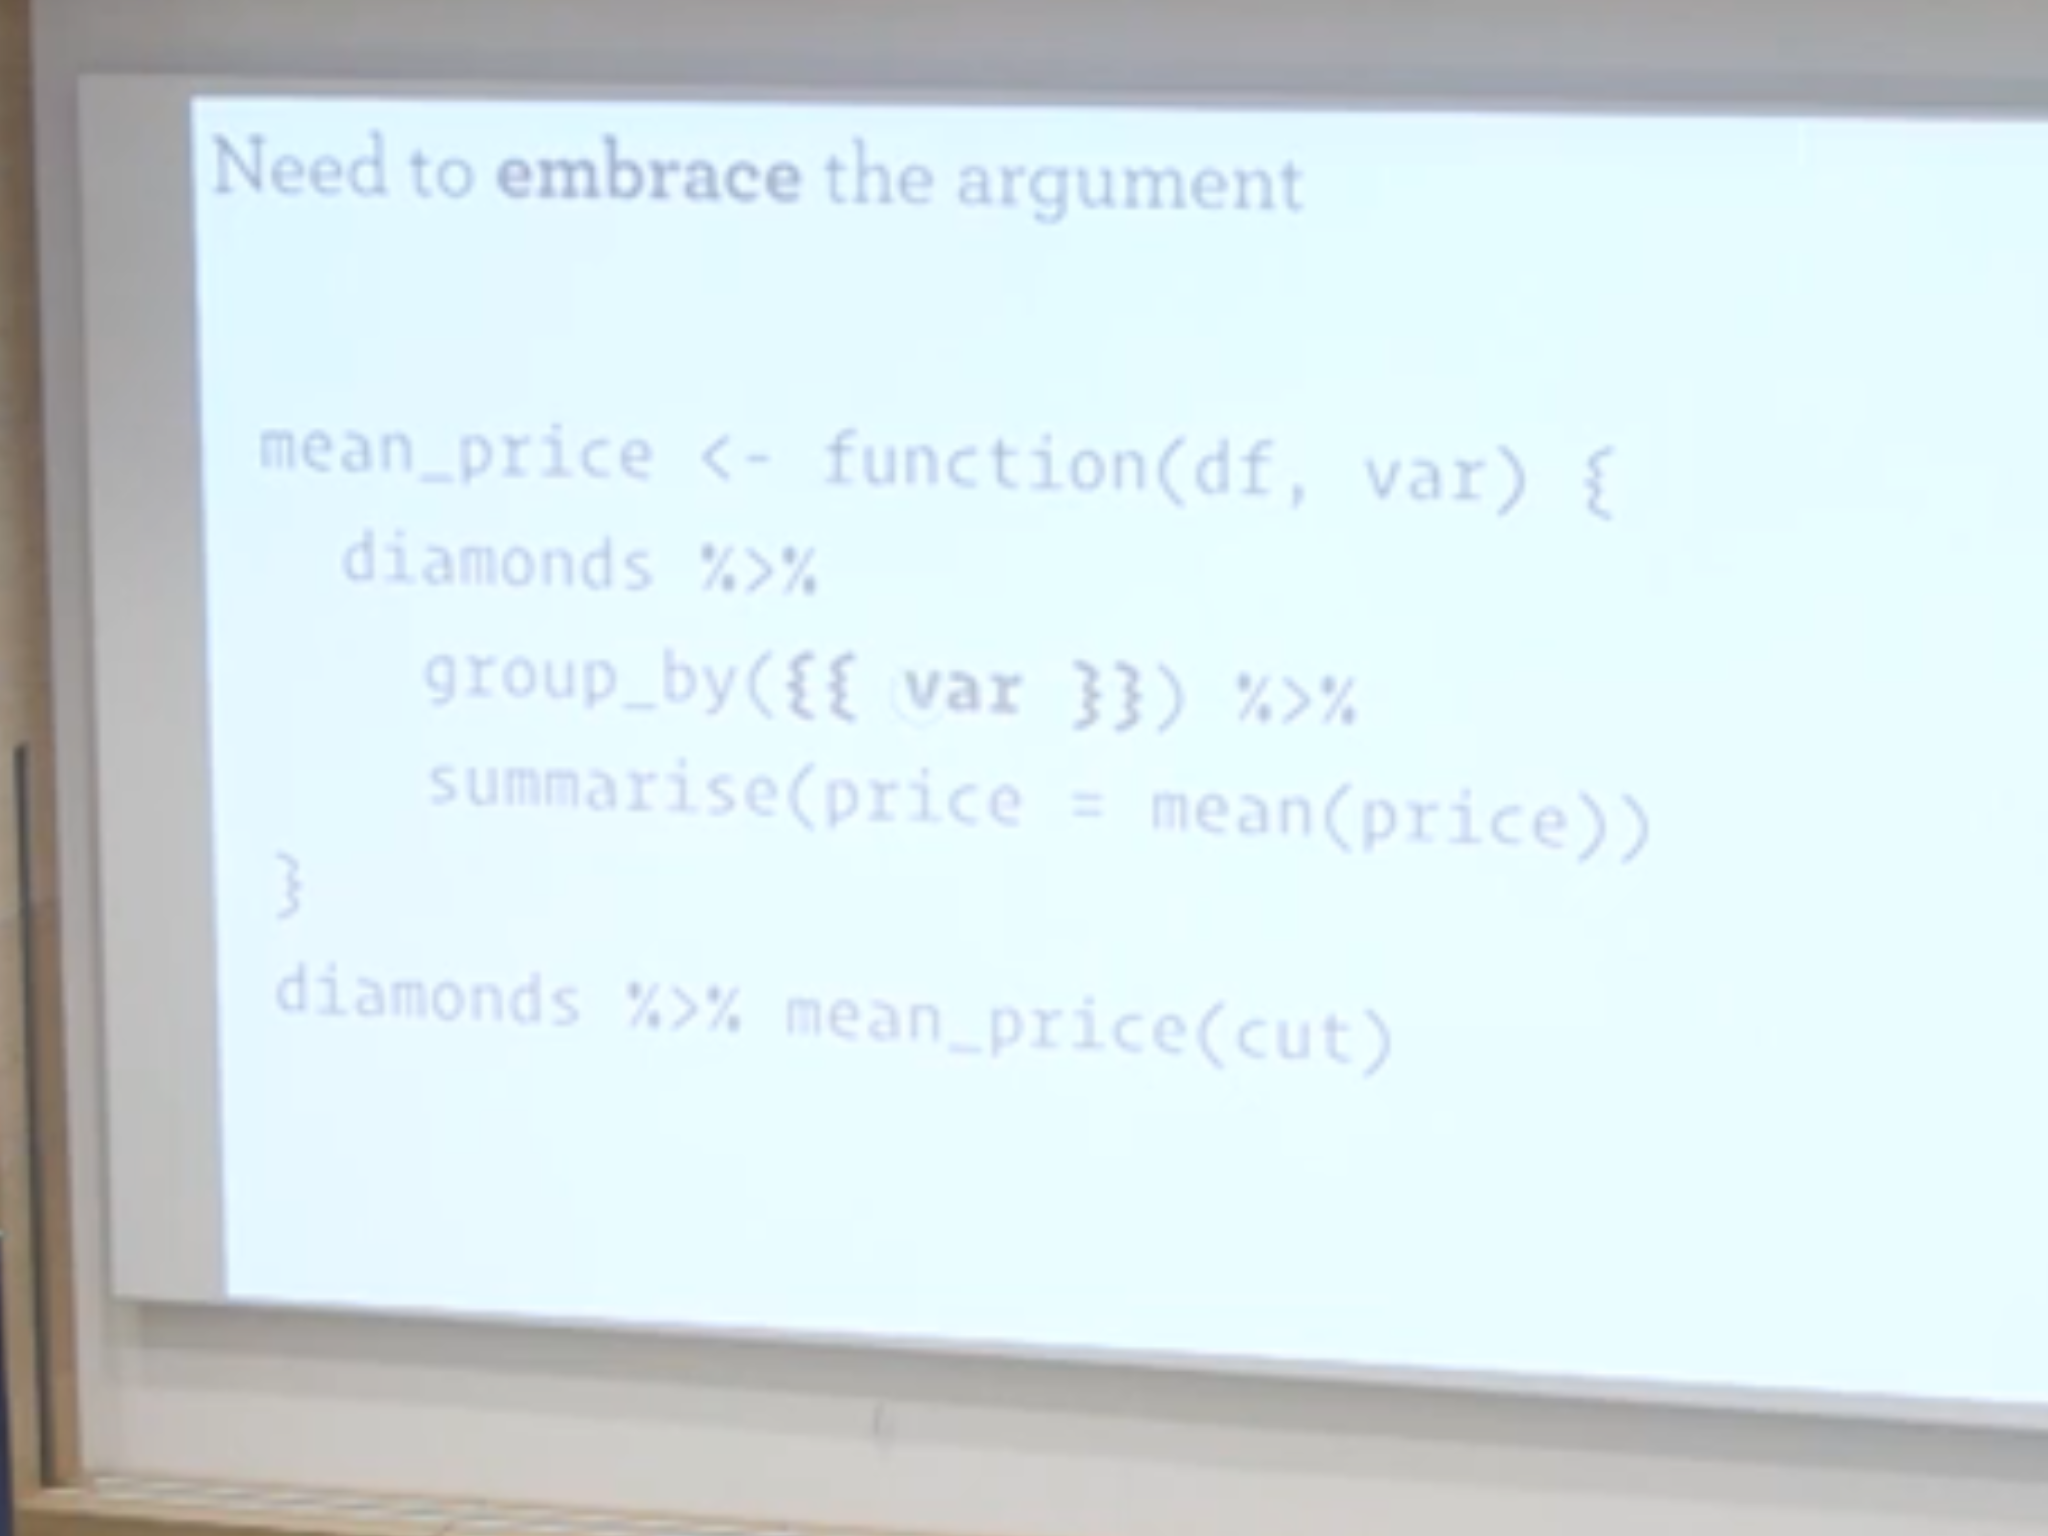 Need to embrace the argument
mean_price <- function(df, var) {
  diamonds %>%
    group_by({{ var }}) %>%
    summarise(price = mean(price))
}
diamonds %>% mean_price(cut)